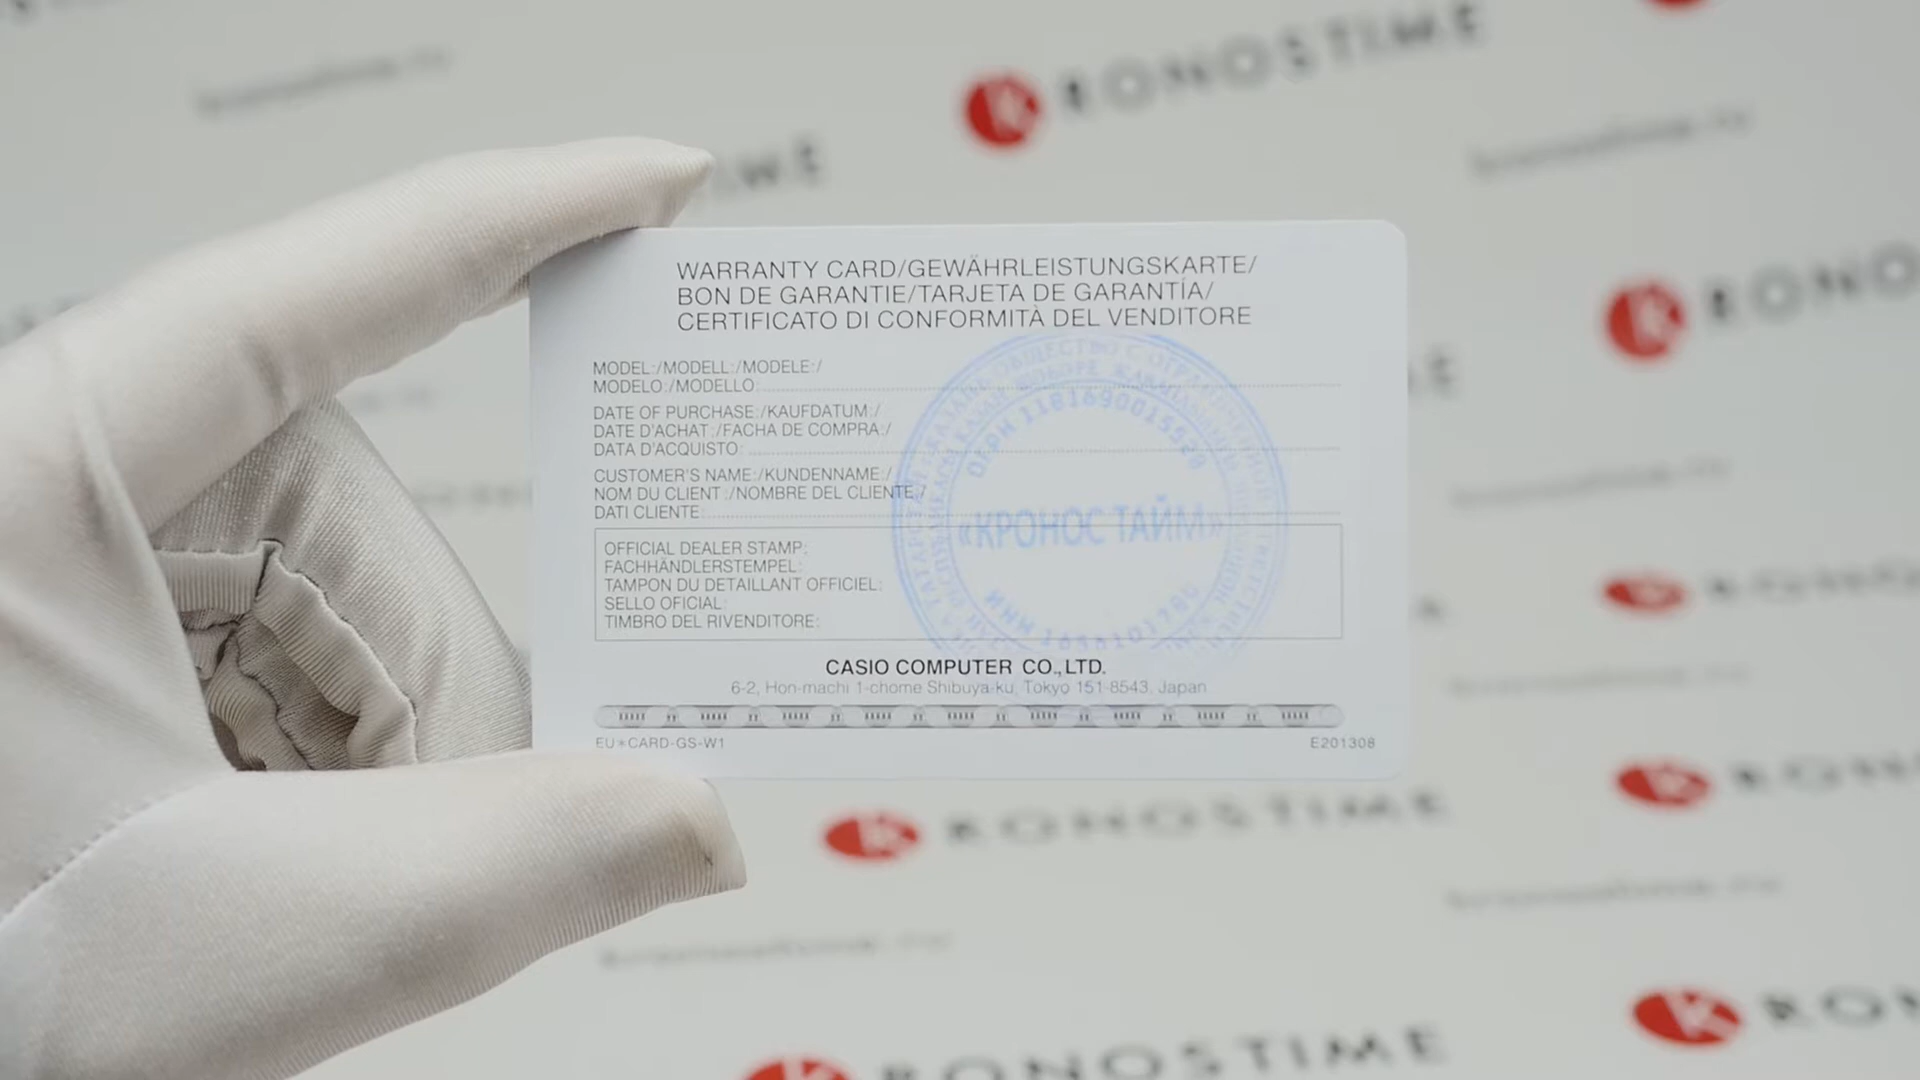 KRONOSTIME
WARRANTY CARD/GEWÄHRLEISTUNGSKARTE/
BON DE GARANTIE/TARJETA DE GARANTÍA/
CERTIFICATO DI CONFORMITÀ DEL VENDITORE
MODEL:/MODELL:/MODELE:/
MODELO:/MODELLO:
DATE OF PURCHASE:/KAUFDATUM:/
DATE D'ACHAT:/FACHA DE COMPRA:/
DATA D'ACQUISTO:
CUSTOMER'S NAME:/KUNDENNAME:/
NOM DU CLIENT:/NOMBRE DEL CLIENTE:/
DATI CLIENTE:
ОГРН
«КРОНОС ТАЙМ»
ИНН
OFFICIAL DEALER STAMP:
FACHHÄNDLERSTEMPEL:
TAMPON DU DETAILLANT OFFICIEL:
SELLO OFICIAL:
TIMBRO DEL RIVENDITORE:
CASIO COMPUTER CO.,LTD.
6-2, Hon-machi 1-chome Shibuya-ku, Tokyo 151-8543, Japan
EU*CARD-GS-W1
E201308
KRONOSTIME
KRONOSTIME